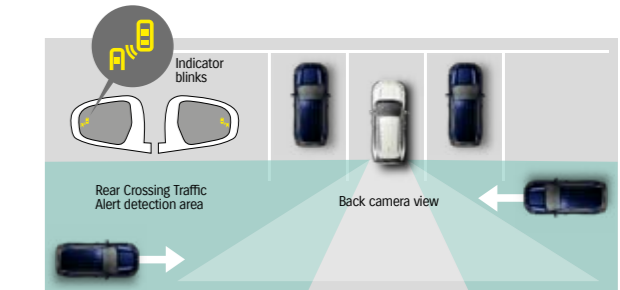 Indicator
blinks
Rear Crossing Traffic
Alert detection area
Back camera view